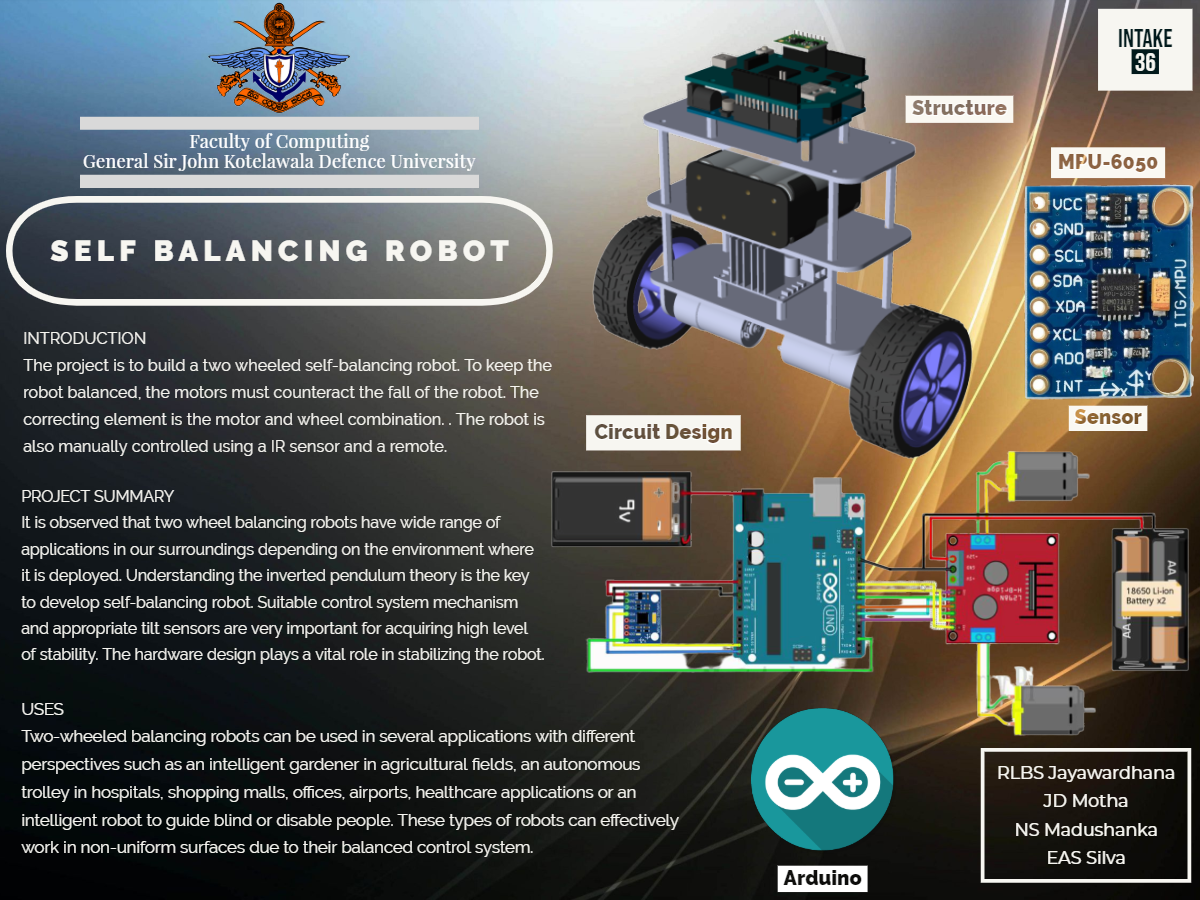 INTAKE
36
Faculty of Computing
General Sir John Kotelawala Defence University
SELF BALANCING ROBOT
INTRODUCTION
The project is to build a two wheeled self-balancing robot. To keep the
robot balanced, the motors must counteract the fall of the robot. The
correcting element is the motor and wheel combination. . The robot is
also manually controlled using a IR sensor and a remote.
PROJECT SUMMARY
It is observed that two wheel balancing robots have wide range of
applications in our surroundings depending on the environment where
it is deployed. Understanding the inverted pendulum theory is the key
to develop self-balancing robot. Suitable control system mechanism
and appropriate tilt sensors are very important for acquiring high level
of stability. The hardware design plays a vital role in stabilizing the robot.
USES
Two-wheeled balancing robots can be used in several applications with different
perspectives such as an intelligent gardener in agricultural fields, an autonomous
trolley in hospitals, shopping malls, offices, airports, healthcare applications or an
intelligent robot to guide blind or disable people. These types of robots can effectively
work in non-uniform surfaces due to their balanced control system.
Structure
MPU-6050
VCC
GND
SCL
SDA
XDA
XCL
ADO
INT
ITG/MPU
INVENSENSE
MPU-6050
Sensor
Circuit Design
9V
Arduino
UNO
L298N
H-Bridge
18650 Li-ion
Battery x2
AA
AA
Arduino
RLBS Jayawardhana
JD Motha
NS Madushanka
EAS Silva